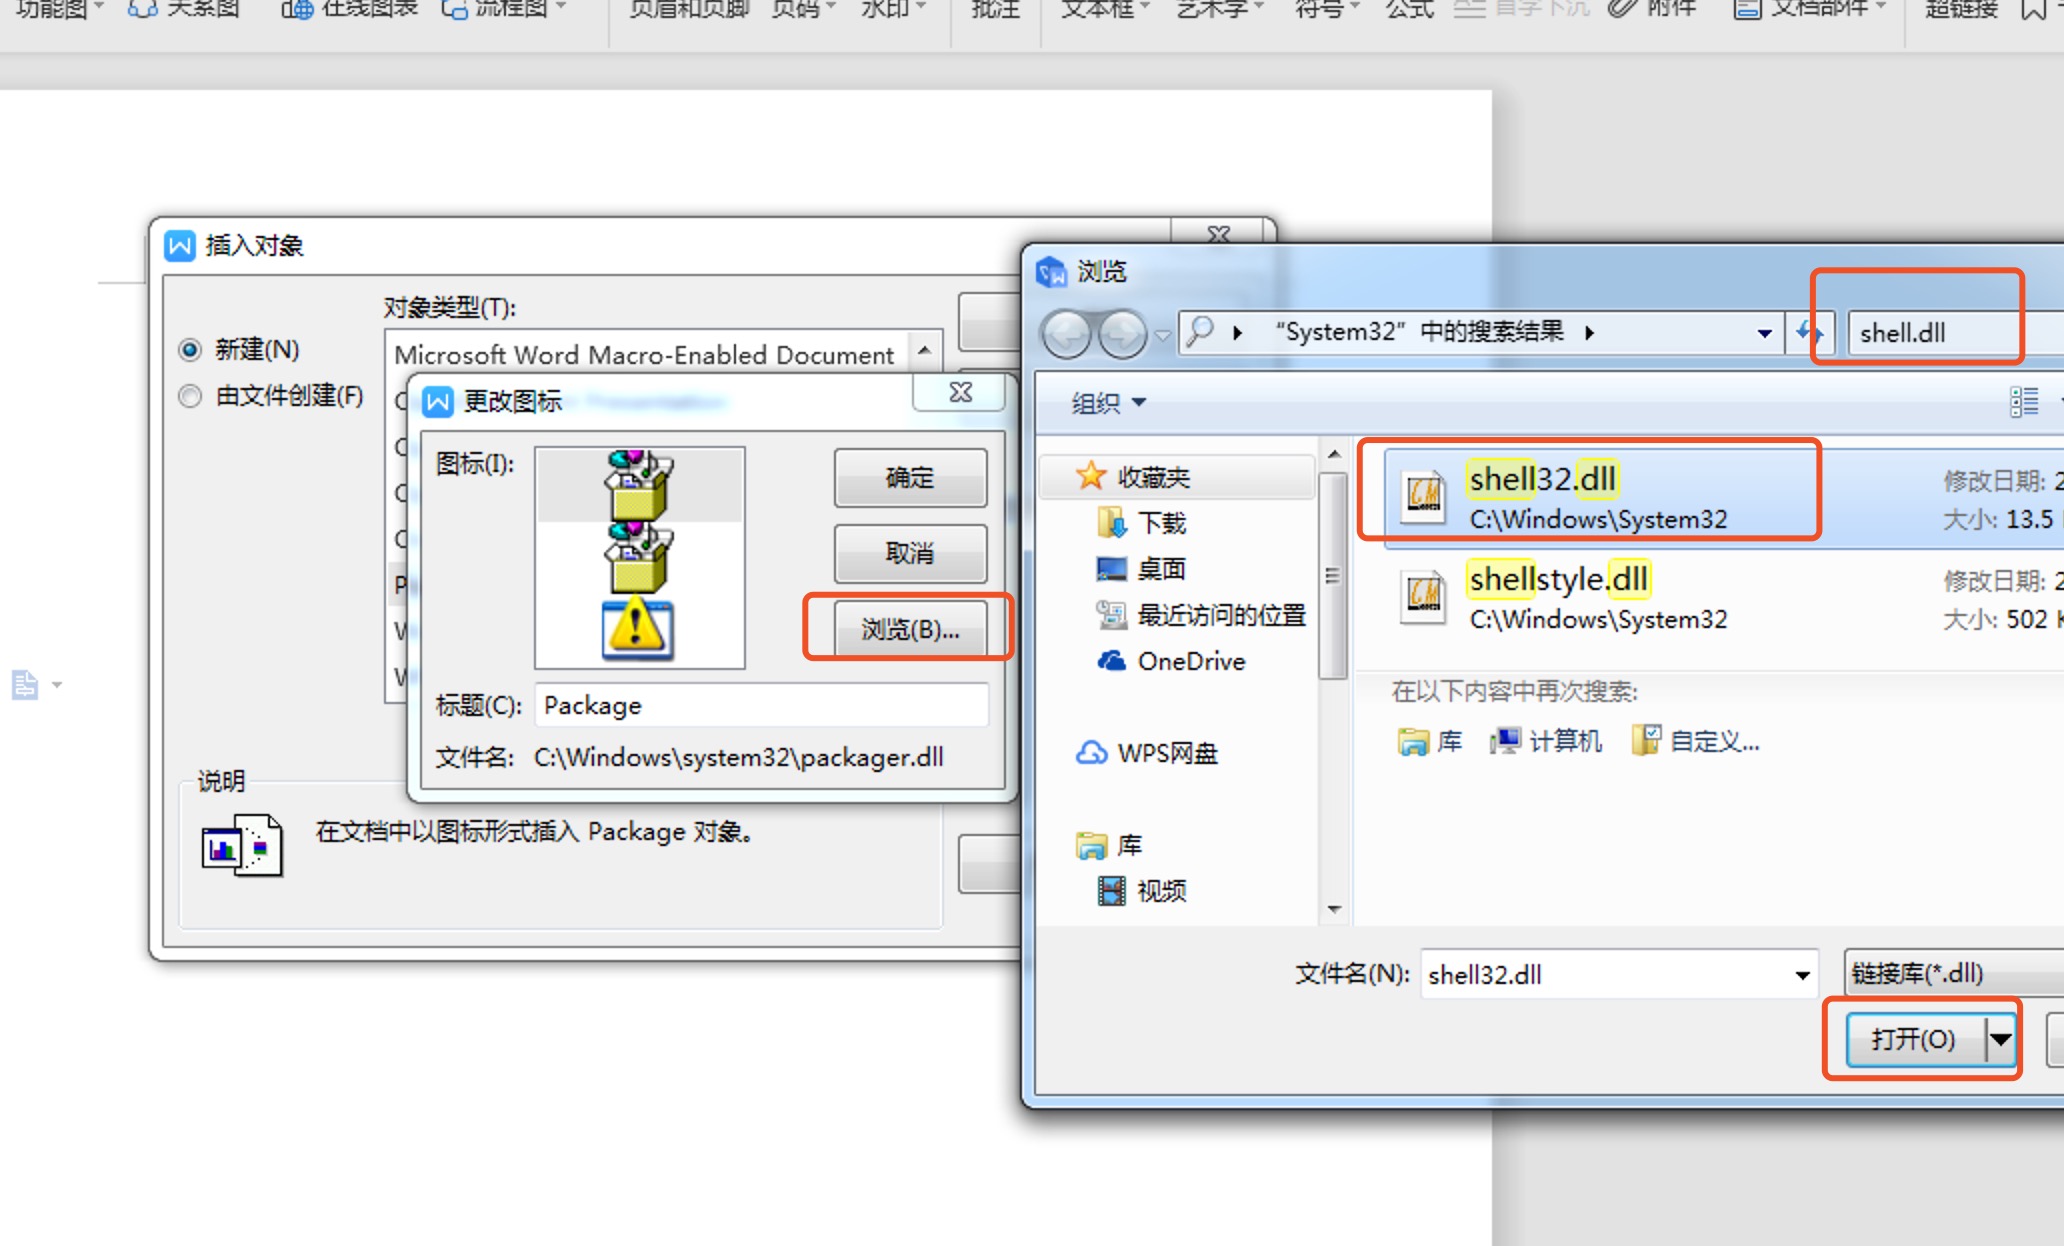 功能图 关系图 在线图表 流程图 页眉和页脚 页码 水印 批注 文本框 艺术字 符号 公式 首字下沉 附件 文档部件 超链接
插入对象
对象类型(T):
新建(N)
由文件创建(F)
Microsoft Word Macro-Enabled Document
更改图标
图标(I):
确定
取消
浏览(B)...
标题(C): Package
文件名: C:\Windows\system32\packager.dll
说明
在文档中以图标形式插入 Package 对象。
浏览
“System32” 中的搜索结果
shell.dll
组织
收藏夹
下载
桌面
最近访问的位置
OneDrive
WPS网盘
库
视频
shell32.dll
C:\Windows\System32
修改日期: 2
大小: 13.5
shellstyle.dll
C:\Windows\System32
修改日期: 2
大小: 502 K
在以下内容中再次搜索:
库 计算机 自定义...
文件名(N): shell32.dll
链接库(*.dll)
打开(O)